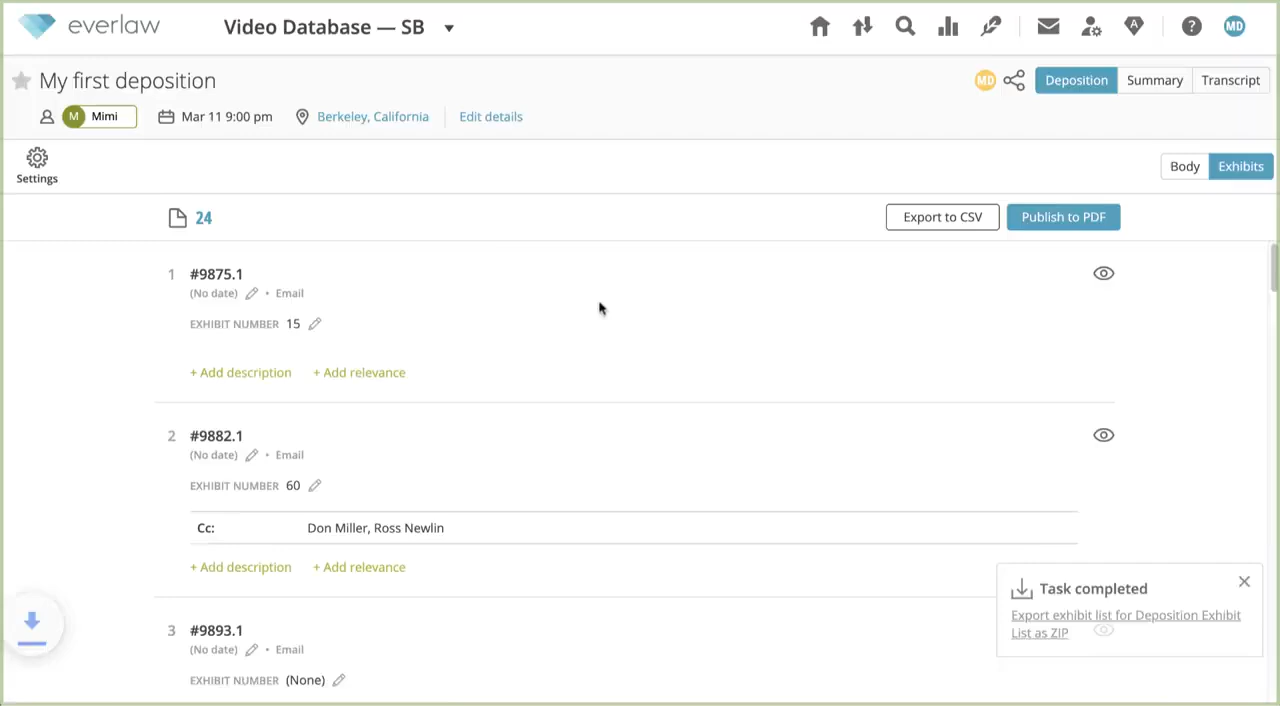 everlaw
Video Database — SB ▼
A
?
MD
My first deposition
MD
Deposition
Summary
Transcript
M Mimi
Mar 11 9:00 pm
Berkeley, California
Edit details
Settings
Body
Exhibits
24
Export to CSV
Publish to PDF
1 #9875.1
(No date) • Email
EXHIBIT NUMBER 15
+ Add description + Add relevance
2 #9882.1
(No date) • Email
EXHIBIT NUMBER 60
Cc: Don Miller, Ross Newlin
+ Add description + Add relevance
3 #9893.1
(No date) • Email
EXHIBIT NUMBER (None)
Task completed
Export exhibit list for Deposition Exhibit
List as ZIP